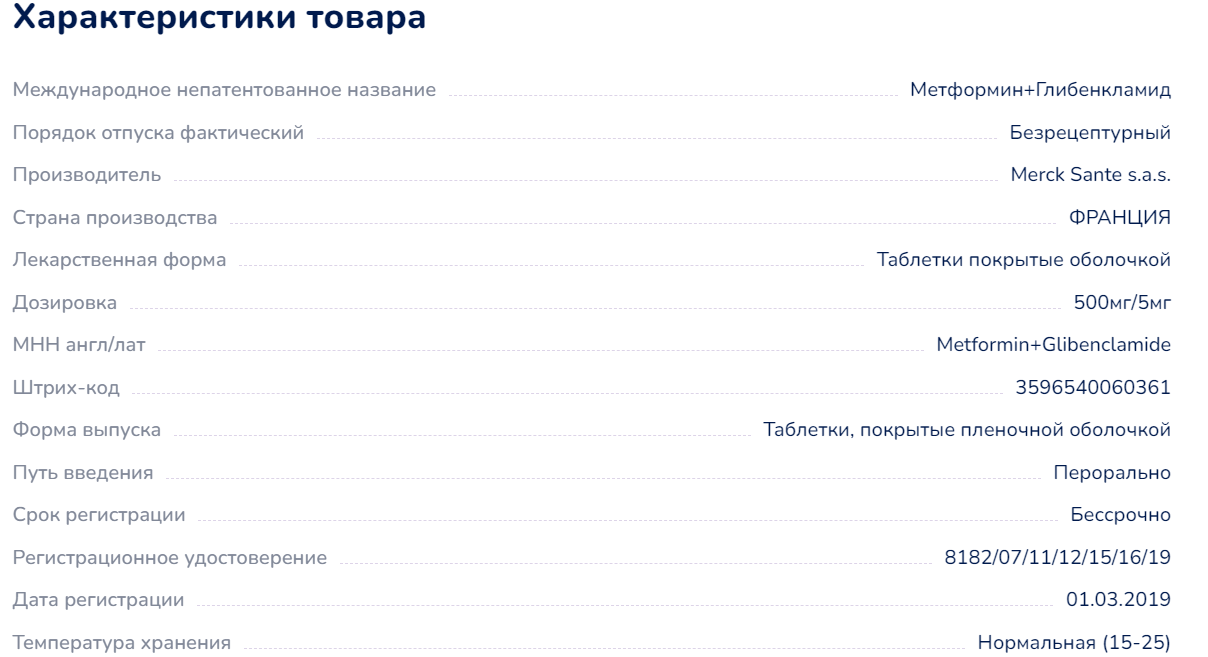 Характеристики товара
Международное непатентованное название Метформин+Глибенкламид
Порядок отпуска фактический Безрецептурный
Производитель Merck Sante s.a.s.
Страна производства ФРАНЦИЯ
Лекарственная форма Таблетки покрытые оболочкой
Дозировка 500мг/5мг
МНН англ/лат Metformin+Glibenclamide
Штрих-код 3596540060361
Форма выпуска Таблетки, покрытые пленочной оболочкой
Путь введения Перорально
Срок регистрации Бессрочно
Регистрационное удостоверение 8182/07/11/12/15/16/19
Дата регистрации 01.03.2019
Температура хранения Нормальная (15-25)